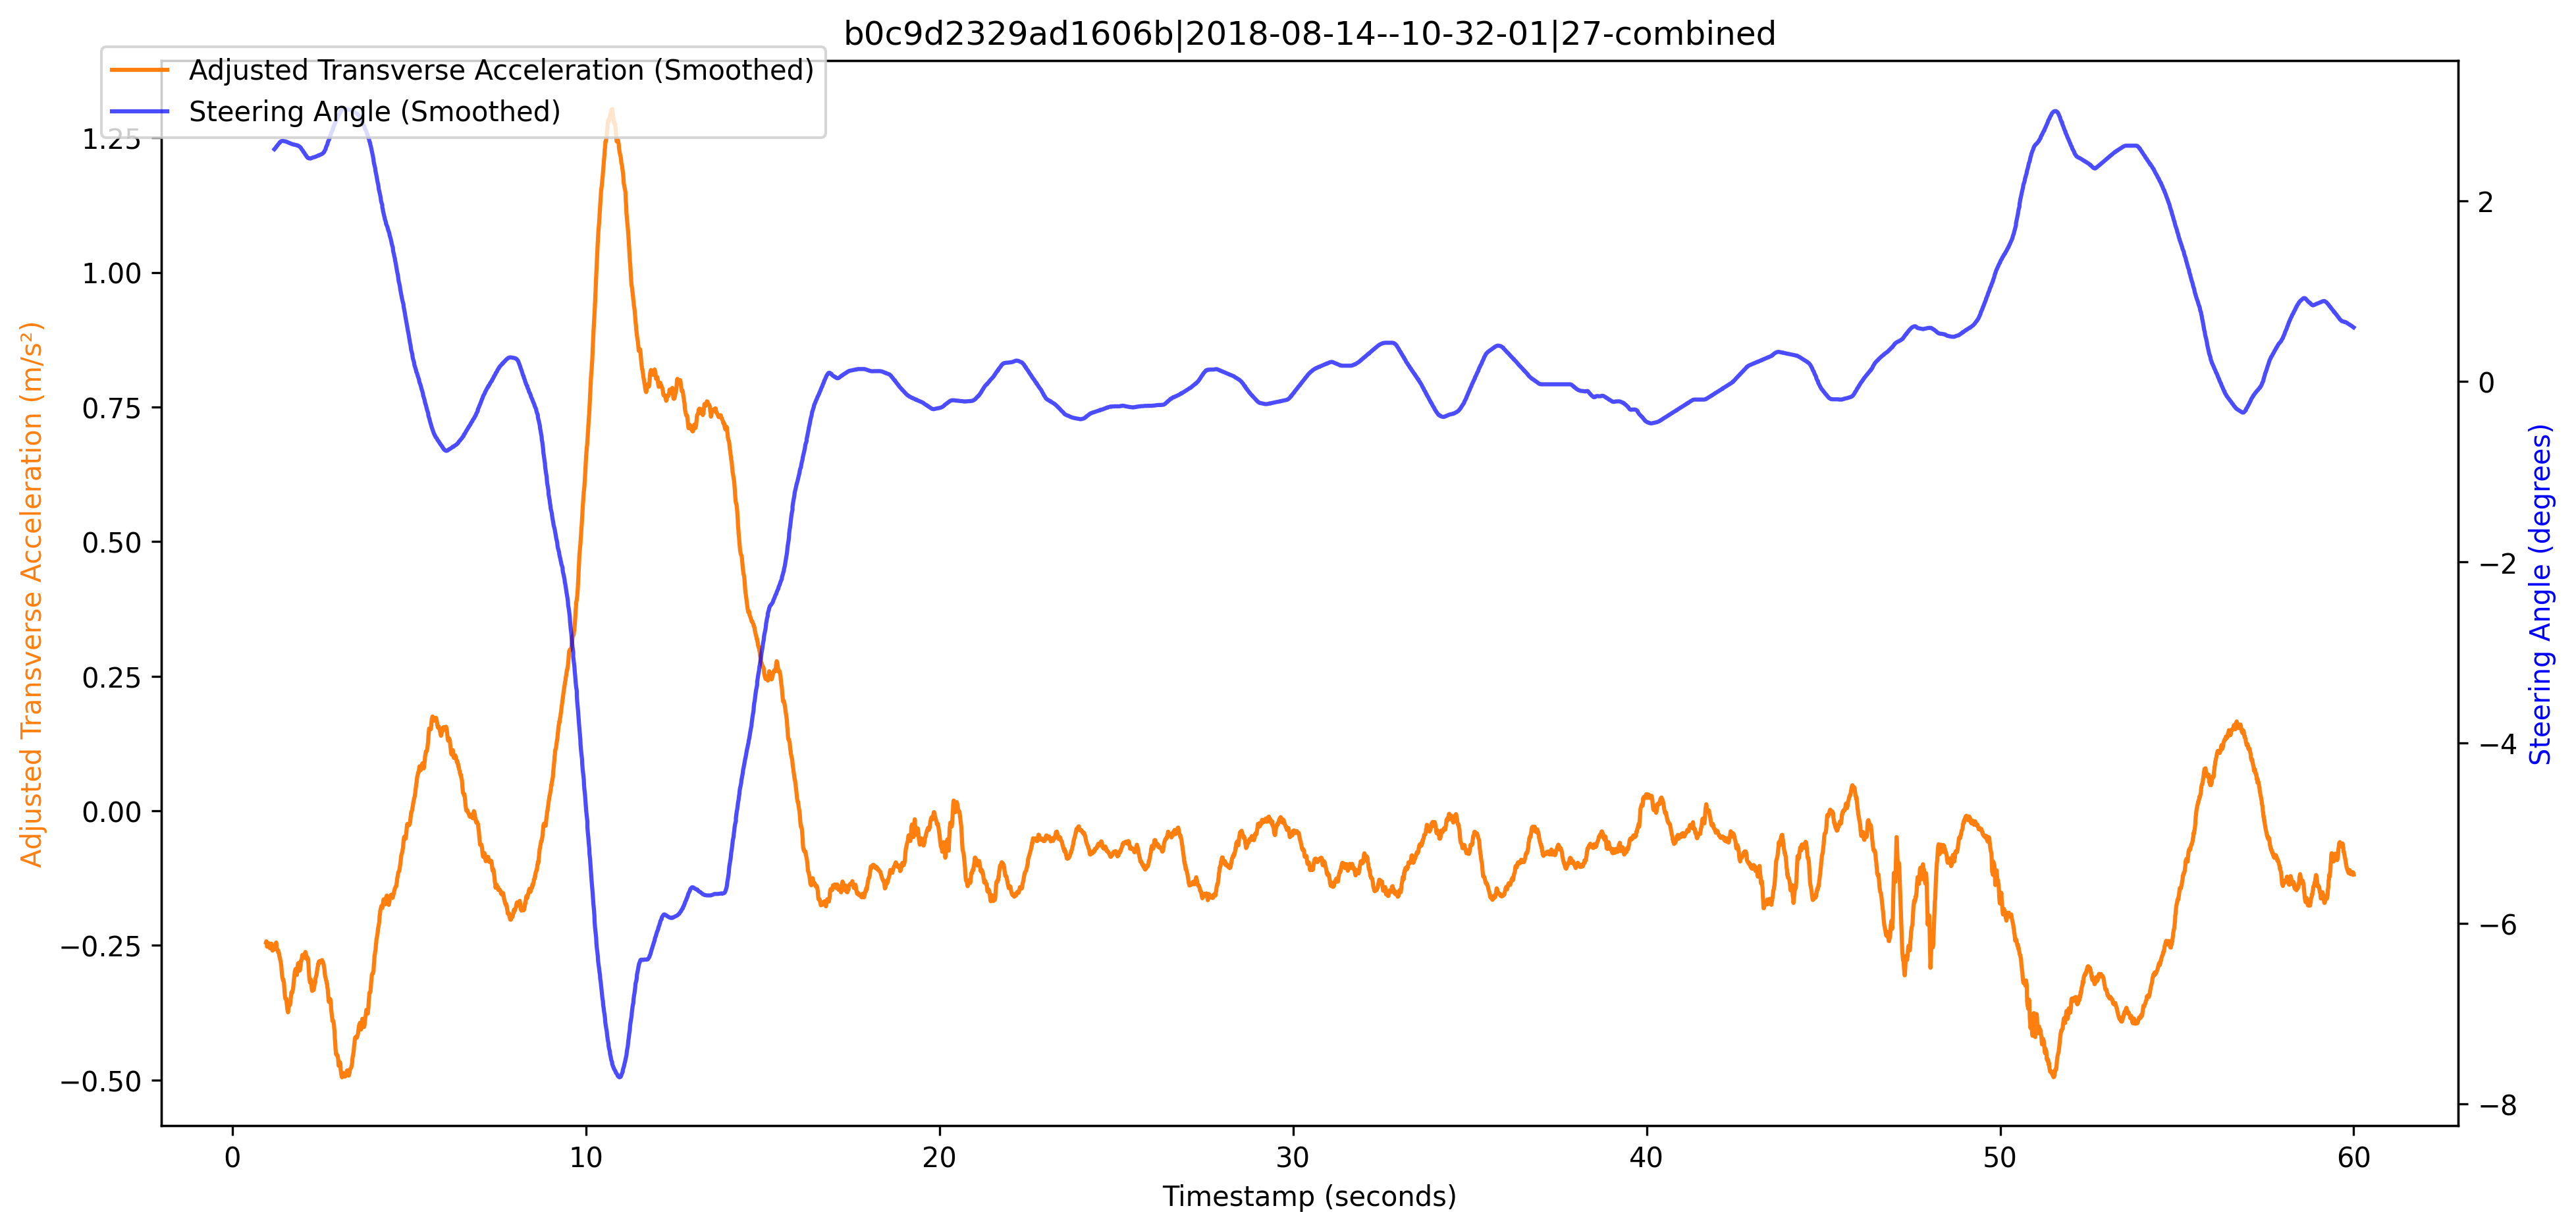 b0c9d2329ad1606b|2018-08-14--10-32-01|27-combined
Adjusted Transverse Acceleration (Smoothed)
Steering Angle (Smoothed)
1.25
1.00
0.75
0.50
0.25
0.00
−0.25
−0.50
Adjusted Transverse Acceleration (m/s²)
2
0
−2
−4
−6
−8
Steering Angle (degrees)
0 10 20 30 40 50 60
Timestamp (seconds)